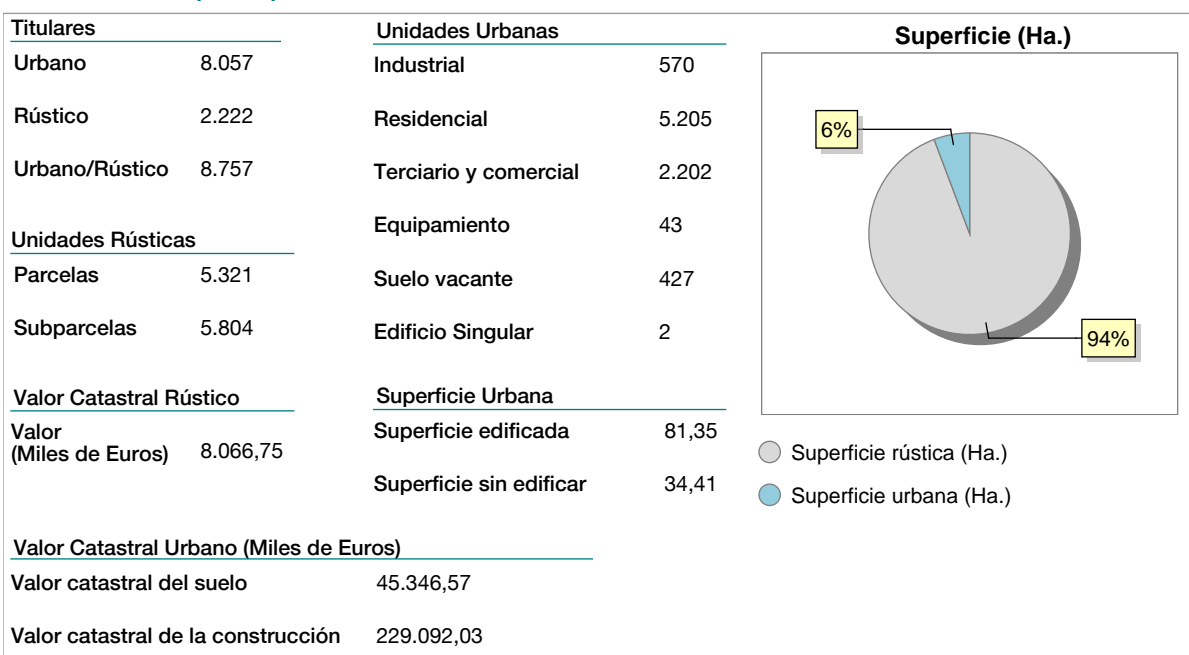 Titulares
Urbano 8.057
Rústico 2.222
Urbano/Rústico 8.757
Unidades Rústicas
Parcelas 5.321
Subparcelas 5.804
Valor Catastral Rústico
Valor
(Miles de Euros) 8.066,75
Unidades Urbanas
Industrial 570
Residencial 5.205
Terciario y comercial 2.202
Equipamiento 43
Suelo vacante 427
Edificio Singular 2
Superficie Urbana
Superficie edificada 81,35
Superficie sin edificar 34,41
Valor Catastral Urbano (Miles de Euros)
Valor catastral del suelo 45.346,57
Valor catastral de la construcción 229.092,03
Superficie (Ha.)
6%
94%
Superficie rústica (Ha.)
Superficie urbana (Ha.)